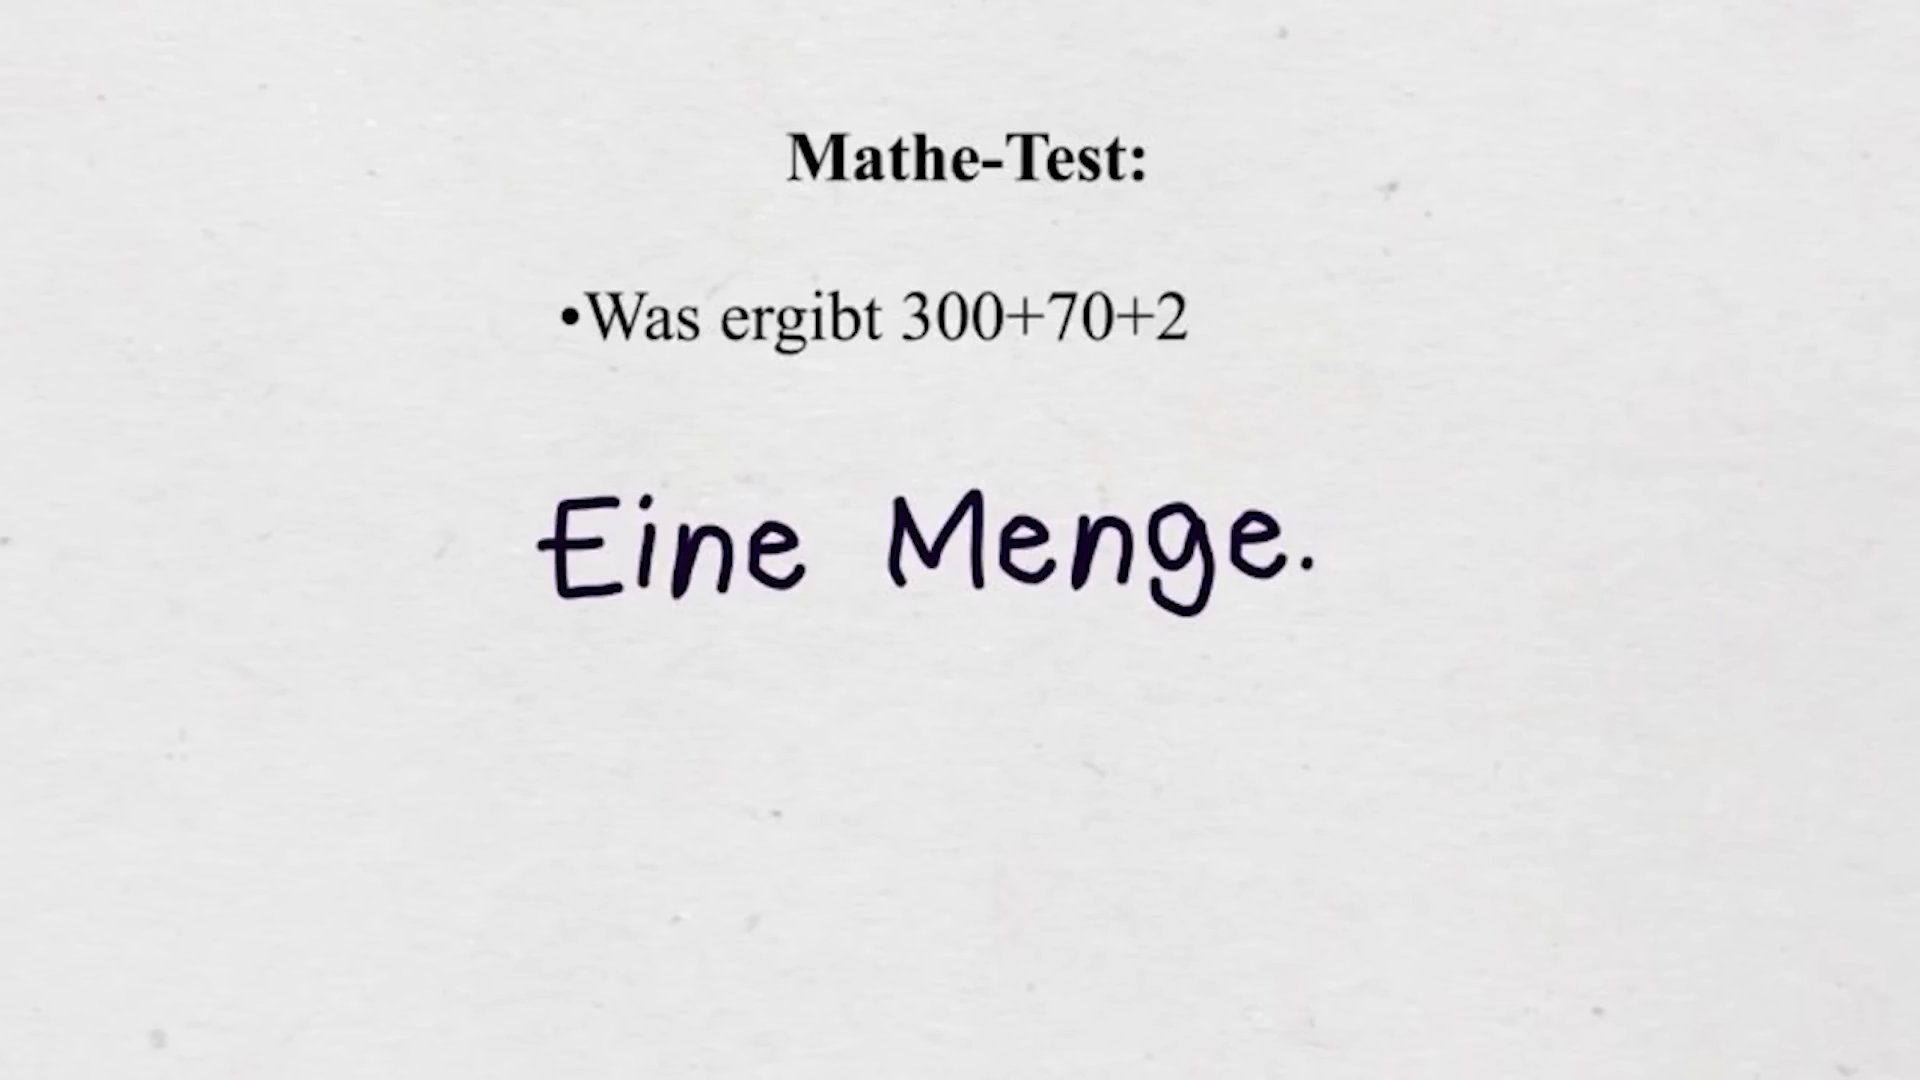 Mathe-Test:
•Was ergibt 300+70+2
Eine Menge.